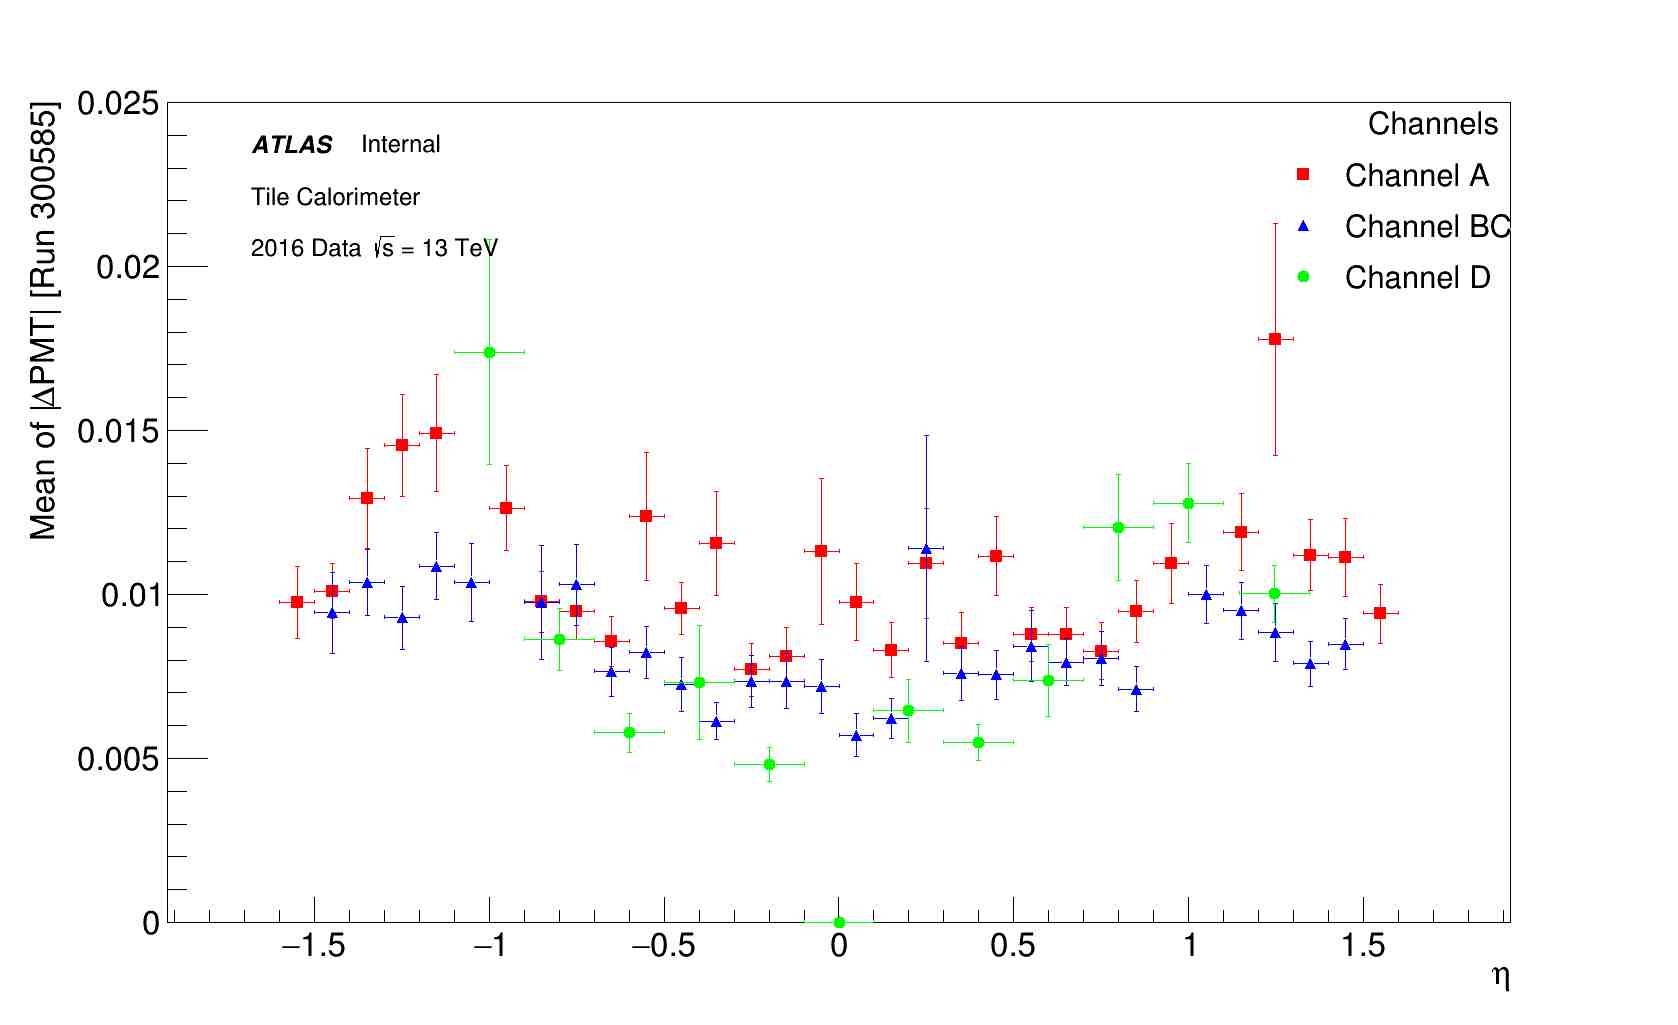 Mean of |ΔPMT| [Run 300585]
0.025
0.02
0.015
0.01
0.005
0
ATLAS Internal
Tile Calorimeter
2016 Data √s = 13 TeV
Channels
Channel A
Channel BC
Channel D
−1.5 −1 −0.5 0 0.5 1 1.5
η